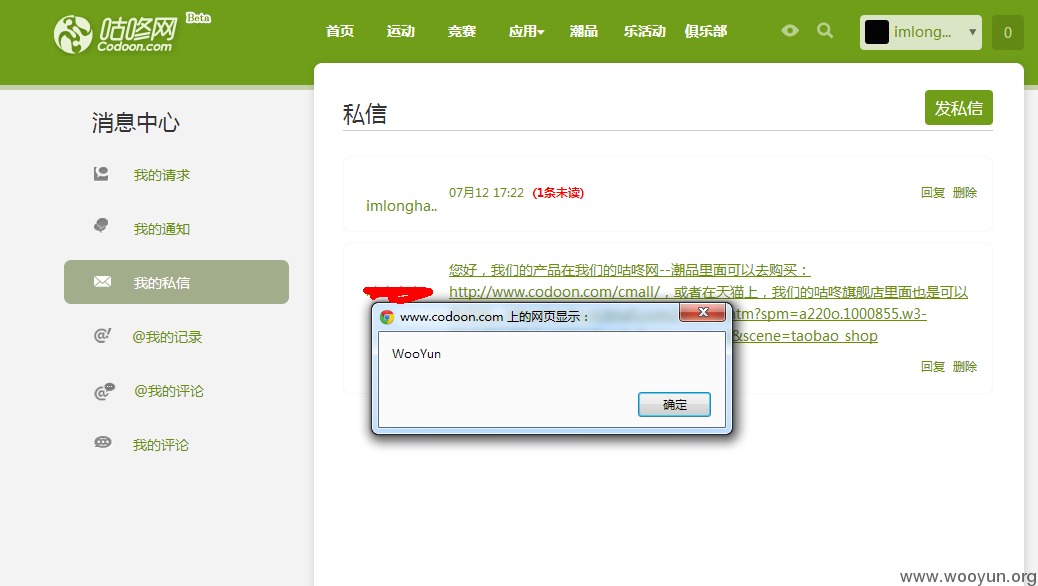 咕咚网 Beta
Codoon.com
首页 运动 竞赛 应用 潮品 乐活动 俱乐部
imlong... 0
消息中心
我的请求
我的通知
我的私信
@我的私信
@我的评论
我的评论
私信
发私信
07月12 17:22 (1条未读)
imlongha..
回复 删除
您好，我们的产品在我们的咕咚网--潮品里面可以去购买：
http://www.codoon.com/cmall/，或者在天猫上，我们的咕咚旗舰店里面也是可以
ntm?spm=a220o.1000855.w3-
&scene=taobao_shop
回复 删除
www.codoon.com 上的网页显示：
WooYun
确定
www.wooyun.org